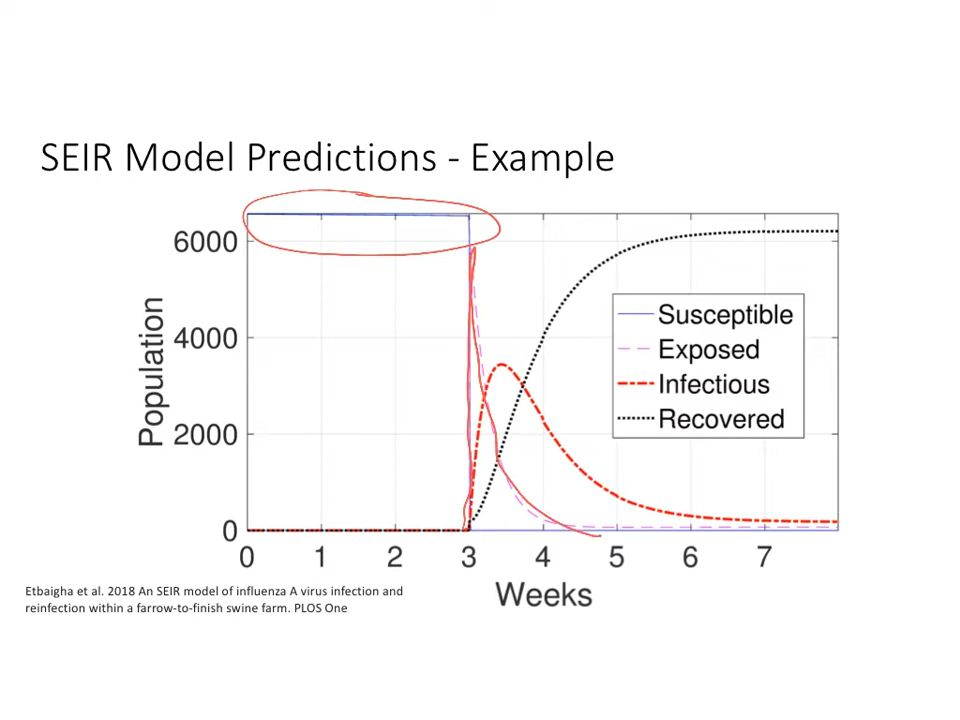 SEIR Model Predictions - Example
6000
4000
2000
0
Population
Susceptible
Exposed
Infectious
Recovered
0 1 2 3 4 5 6 7
Weeks
Etbaigha et al. 2018 An SEIR model of influenza A virus infection and
reinfection within a farrow-to-finish swine farm. PLOS One